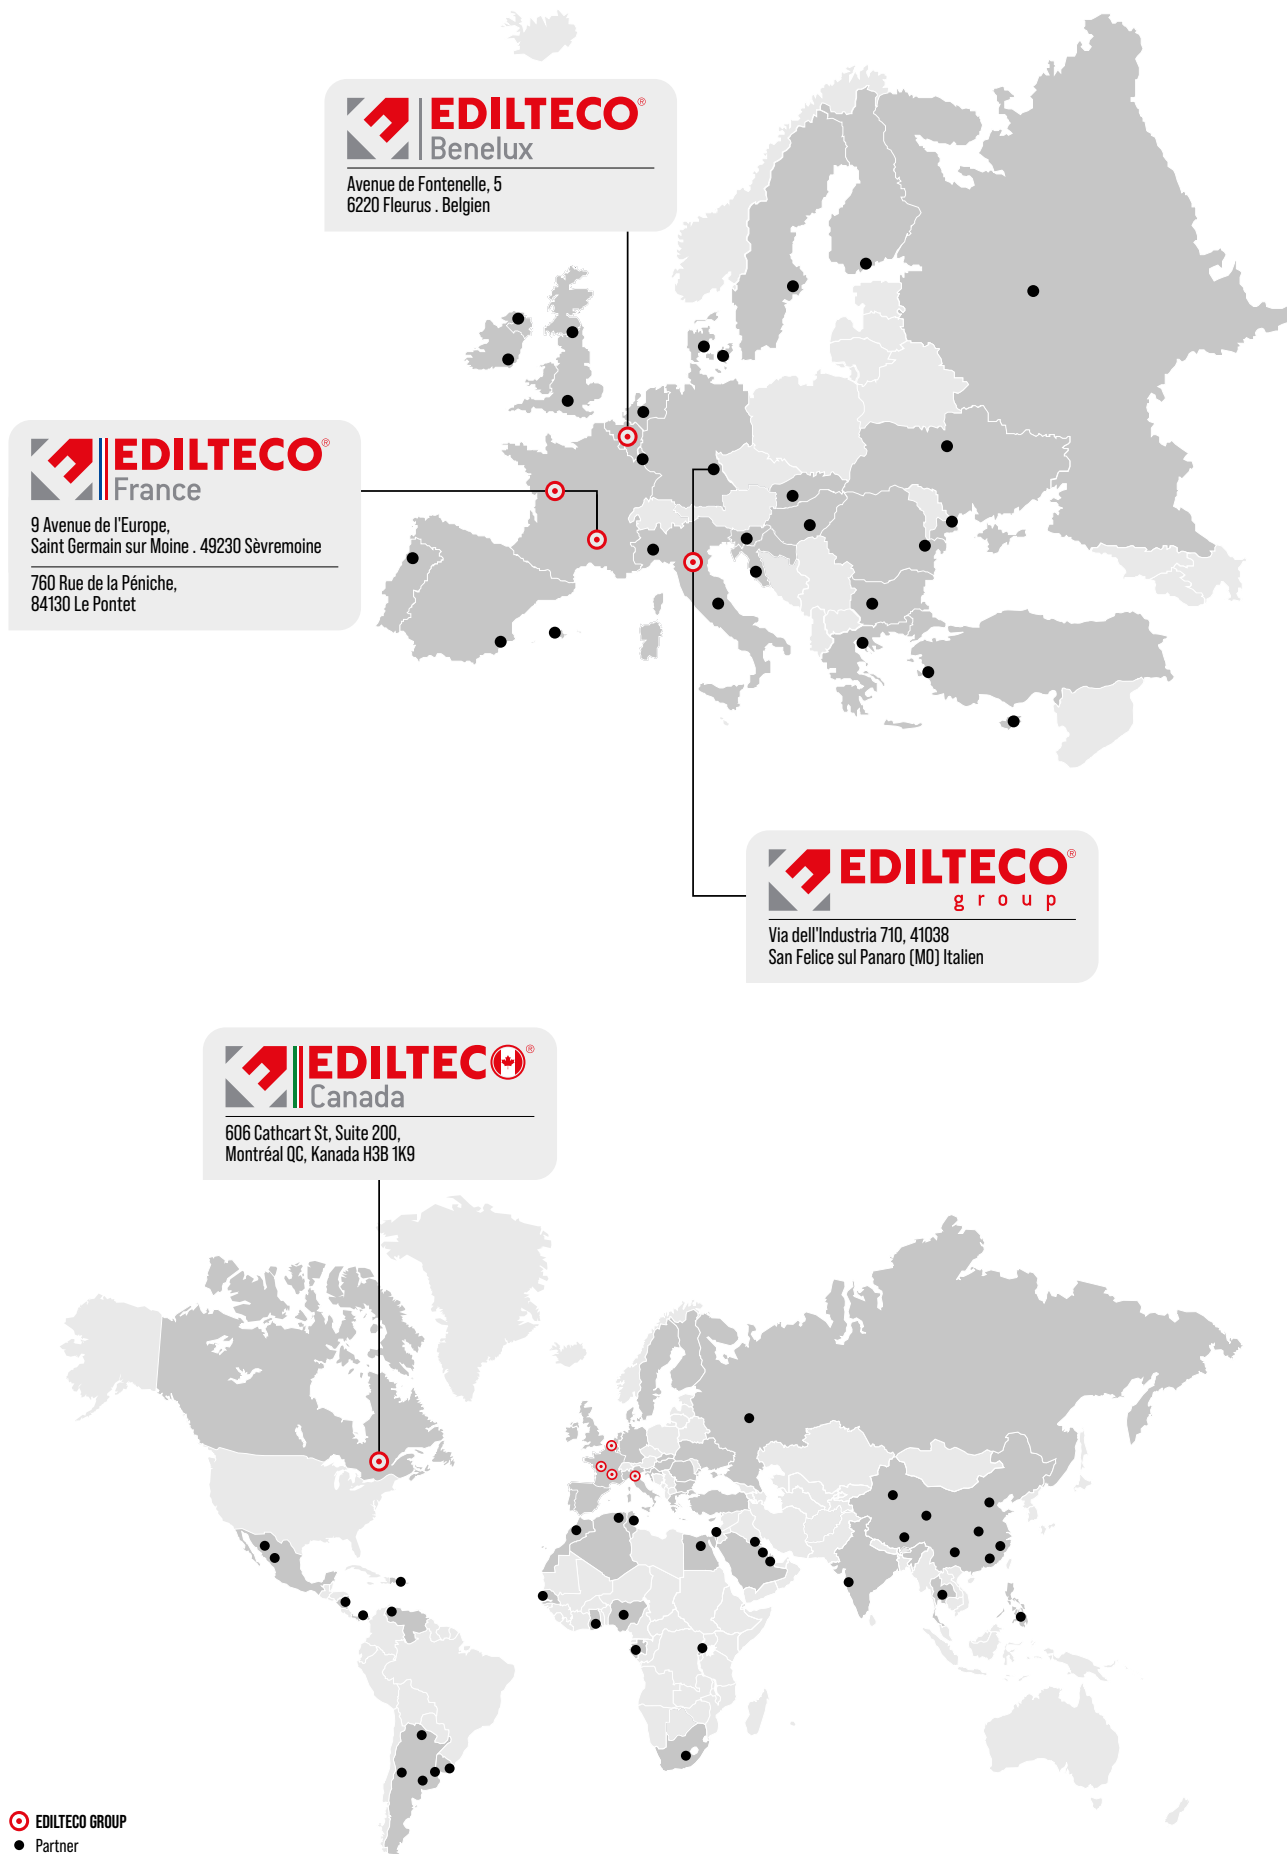 EDILTECO®
Benelux
Avenue de Fontenelle, 5
6220 Fleurus . Belgien
EDILTECO®
France
9 Avenue de l'Europe,
Saint Germain sur Moine . 49230 Sèvremoine
760 Rue de la Péniche,
84130 Le Pontet
EDILTECO®
group
Via dell'Industria 710, 41038
San Felice sul Panaro (MO) Italien
EDILTECO®
Canada
606 Cathcart St, Suite 200,
Montréal QC, Kanada H3B 1K9
EDILTECO GROUP
Partner